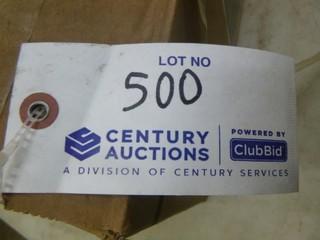 LOT NO
500
CENTURY
AUCTIONS
POWERED BY
ClubBid
A DIVISION OF CENTURY SERVICES